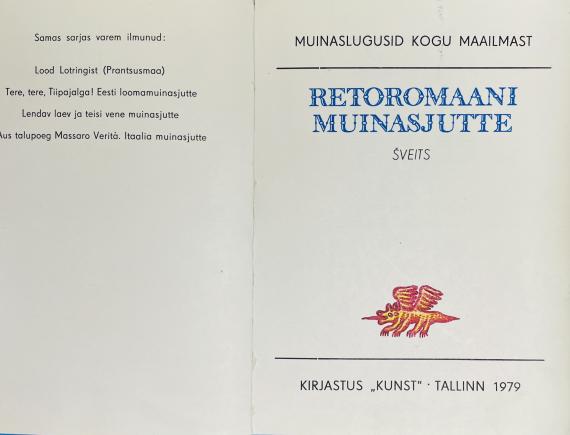 Samas sarjas varem ilmunud:
Lood Lotringist (Prantsusmaa)
Tere, tere, Tiipajalga! Eesti loomamuinasjutte
Lendav laev ja teisi vene muinasjutte
Aus talupoeg Massaro Verità. Itaalia muinasjutte
MUINASLUGUSID KOGU MAAILMAST
RETOROMAANI
MUINASJUTTE
ŠVEITS
KIRJASTUS „KUNST" · TALLINN 1979